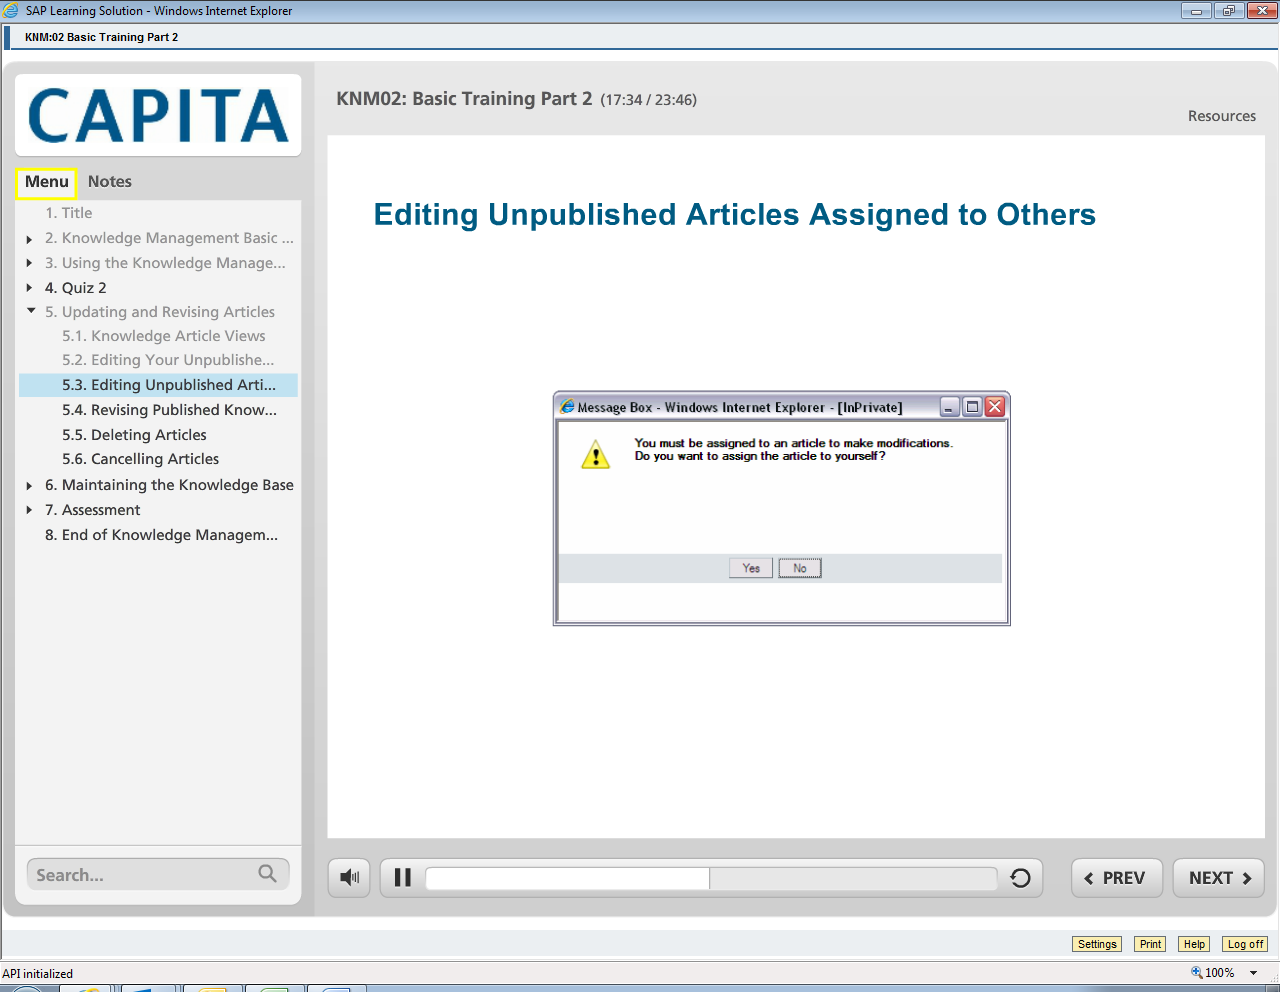 SAP Learning Solution - Windows Internet Explorer
KNM:02 Basic Training Part 2
CAPITA
KNM02: Basic Training Part 2 (17:34 / 23:46)
Resources
Menu
Notes
1. Title
2. Knowledge Management Basic ...
3. Using the Knowledge Manage...
4. Quiz 2
5. Updating and Revising Articles
5.1. Knowledge Article Views
5.2. Editing Your Unpublishe...
5.3. Editing Unpublished Arti...
5.4. Revising Published Know...
5.5. Deleting Articles
5.6. Cancelling Articles
6. Maintaining the Knowledge Base
7. Assessment
8. End of Knowledge Managem...
Search...
Editing Unpublished Articles Assigned to Others
Message Box - Windows Internet Explorer - [InPrivate]
You must be assigned to an article to make modifications.
Do you want to assign the article to yourself?
Yes
No
PREV
NEXT
Settings
Print
Help
Log off
API initialized
100%